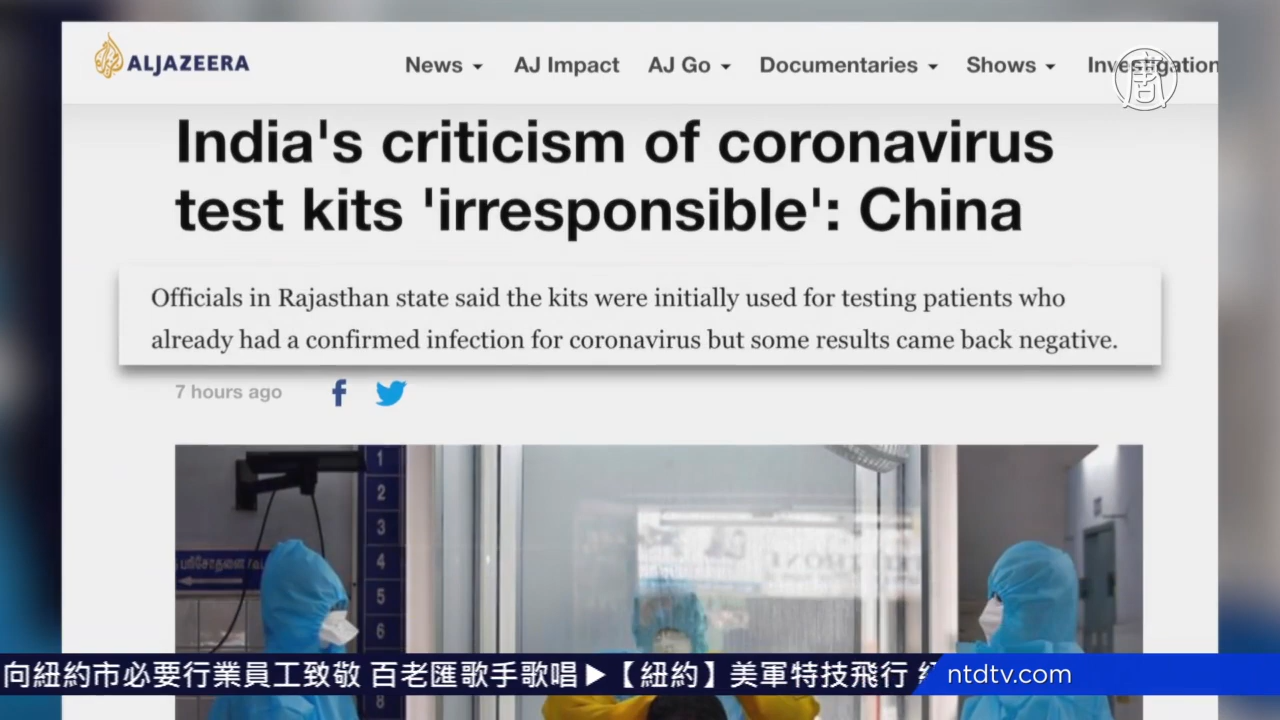 ALJAZEERA
News AJ Impact AJ Go Documentaries Shows Investigation
唐
India's criticism of coronavirus
test kits 'irresponsible': China
Officials in Rajasthan state said the kits were initially used for testing patients who
already had a confirmed infection for coronavirus but some results came back negative.
7 hours ago
1
2
3
4
5
6
8
向紐約市必要行業員工致敬 百老匯歌手歌唱▶【紐約】美軍特技飛行
ntdtv.com